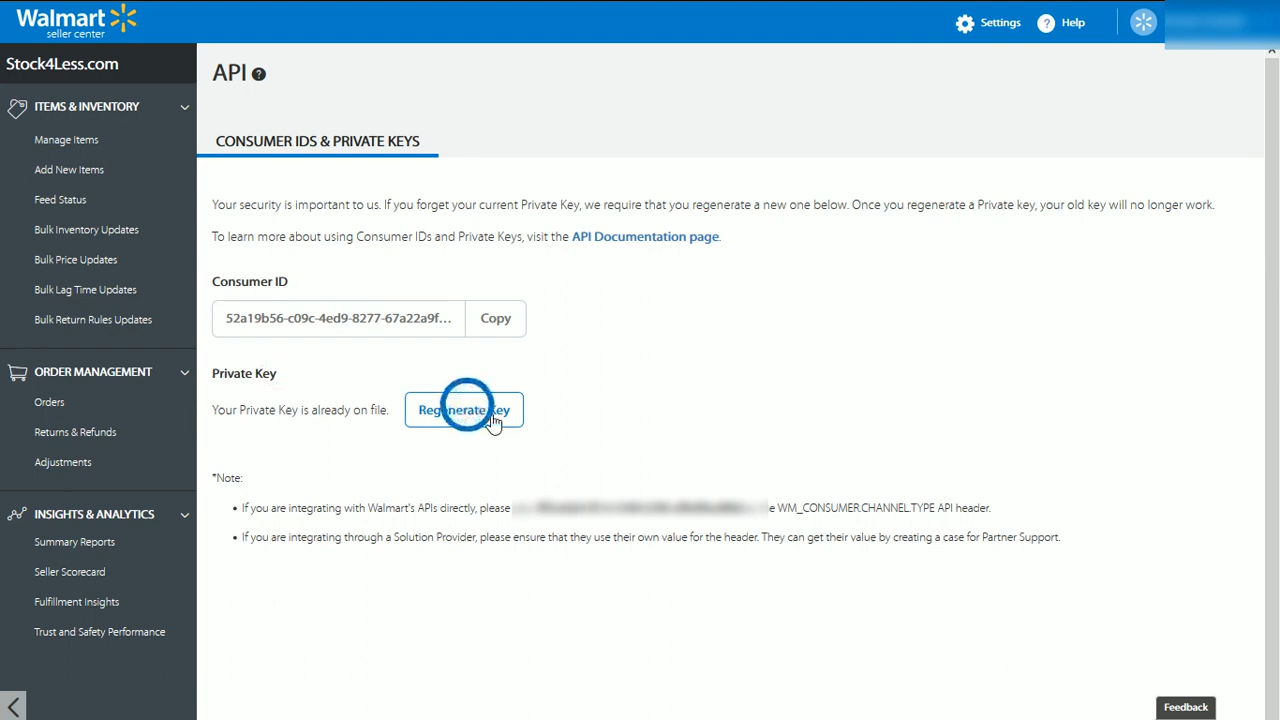 Walmart
seller center
Settings
Help
Stock4Less.com
ITEMS & INVENTORY
Manage Items
Add New Items
Feed Status
Bulk Inventory Updates
Bulk Price Updates
Bulk Lag Time Updates
Bulk Return Rules Updates
ORDER MANAGEMENT
Orders
Returns & Refunds
Adjustments
INSIGHTS & ANALYTICS
Summary Reports
Seller Scorecard
Fulfillment Insights
Trust and Safety Performance
API
CONSUMER IDS & PRIVATE KEYS
Your security is important to us. If you forget your current Private Key, we require that you regenerate a new one below. Once you regenerate a Private key, your old key will no longer work.
To learn more about using Consumer IDs and Private Keys, visit the API Documentation page.
Consumer ID
52a19b56-c09c-4ed9-8277-67a22a9f... Copy
Private Key
Your Private Key is already on file. Regenerate Key
*Note:
• If you are integrating with Walmart's APIs directly, please e WM_CONSUMER.CHANNEL.TYPE API header.
• If you are integrating through a Solution Provider, please ensure that they use their own value for the header. They can get their value by creating a case for Partner Support.
Feedback